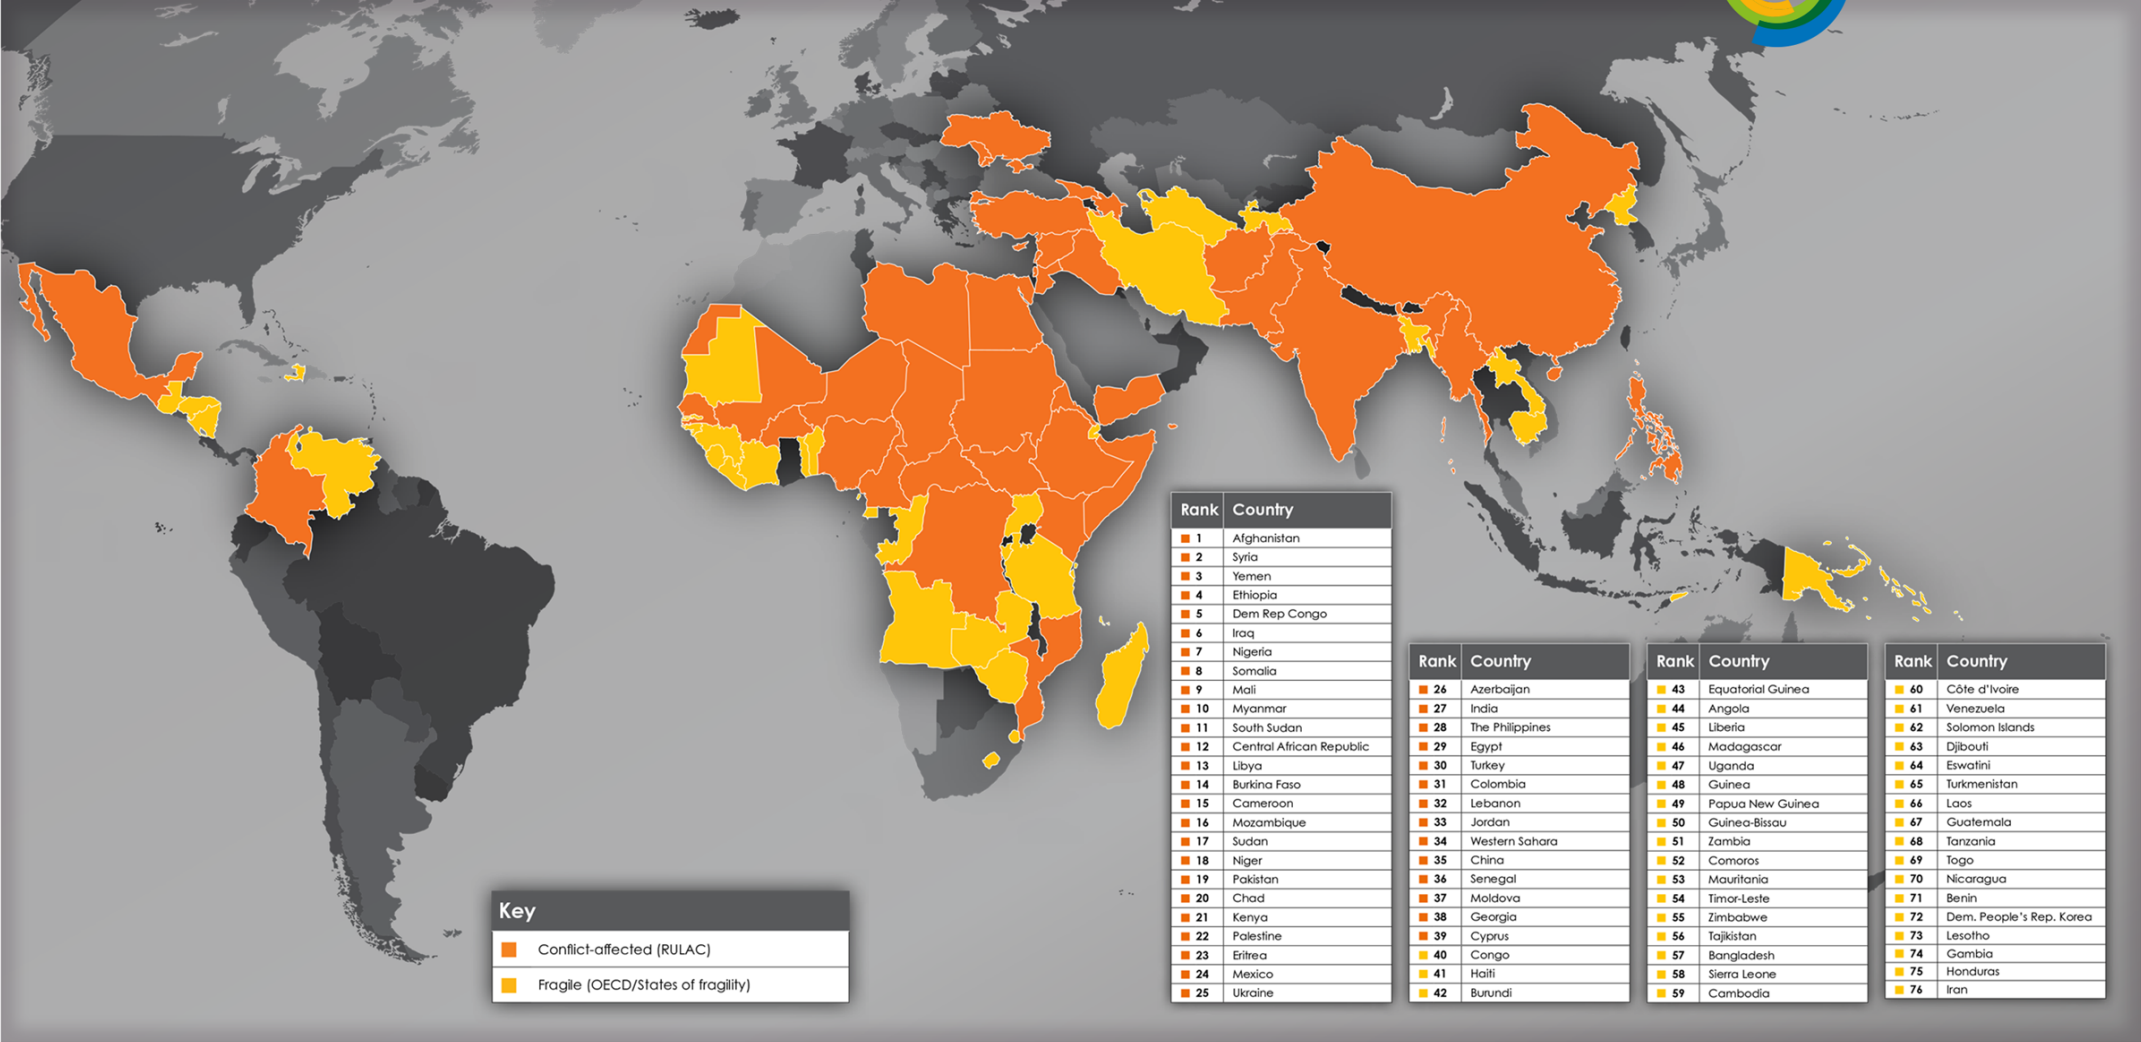 Rank Country
1 Afghanistan
2 Syria
3 Yemen
4 Ethiopia
5 Dem Rep Congo
6 Iraq
7 Nigeria
8 Somalia
9 Mali
10 Myanmar
11 South Sudan
12 Central African Republic
13 Libya
14 Burkina Faso
15 Cameroon
16 Mozambique
17 Sudan
18 Niger
19 Pakistan
20 Chad
21 Kenya
22 Palestine
23 Eritrea
24 Mexico
25 Ukraine
Rank Country
26 Azerbaijan
27 India
28 The Philippines
29 Egypt
30 Turkey
31 Colombia
32 Lebanon
33 Jordan
34 Western Sahara
35 China
36 Senegal
37 Moldova
38 Georgia
39 Cyprus
40 Congo
41 Haiti
42 Burundi
Rank Country
43 Equatorial Guinea
44 Angola
45 Liberia
46 Madagascar
47 Uganda
48 Guinea
49 Papua New Guinea
50 Guinea-Bissau
51 Zambia
52 Comoros
53 Mauritania
54 Timor-Leste
55 Zimbabwe
56 Tajikistan
57 Bangladesh
58 Sierra Leone
59 Cambodia
Rank Country
60 Côte d'Ivoire
61 Venezuela
62 Solomon Islands
63 Djibouti
64 Eswatini
65 Turkmenistan
66 Laos
67 Guatemala
68 Tanzania
69 Togo
70 Nicaragua
71 Benin
72 Dem. People's Rep. Korea
73 Lesotho
74 Gambia
75 Honduras
76 Iran
Key
Conflict-affected (RULAC)
Fragile (OECD/States of fragility)